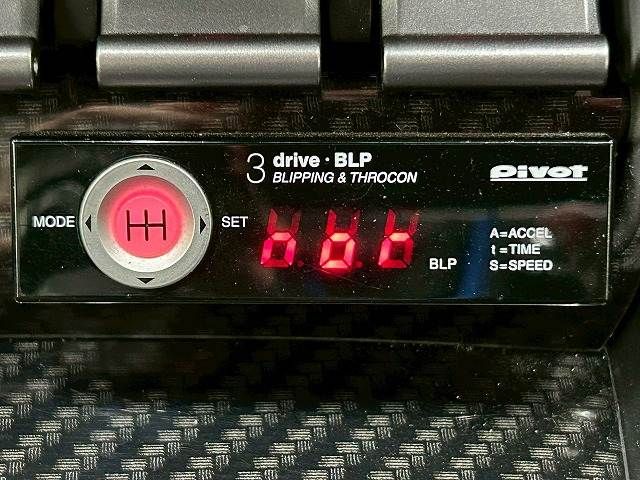 3 drive・BLP
BLIPPING & THROCON
Pivot
MODE
SET
BLP
A=ACCEL
t=TIME
S=SPEED